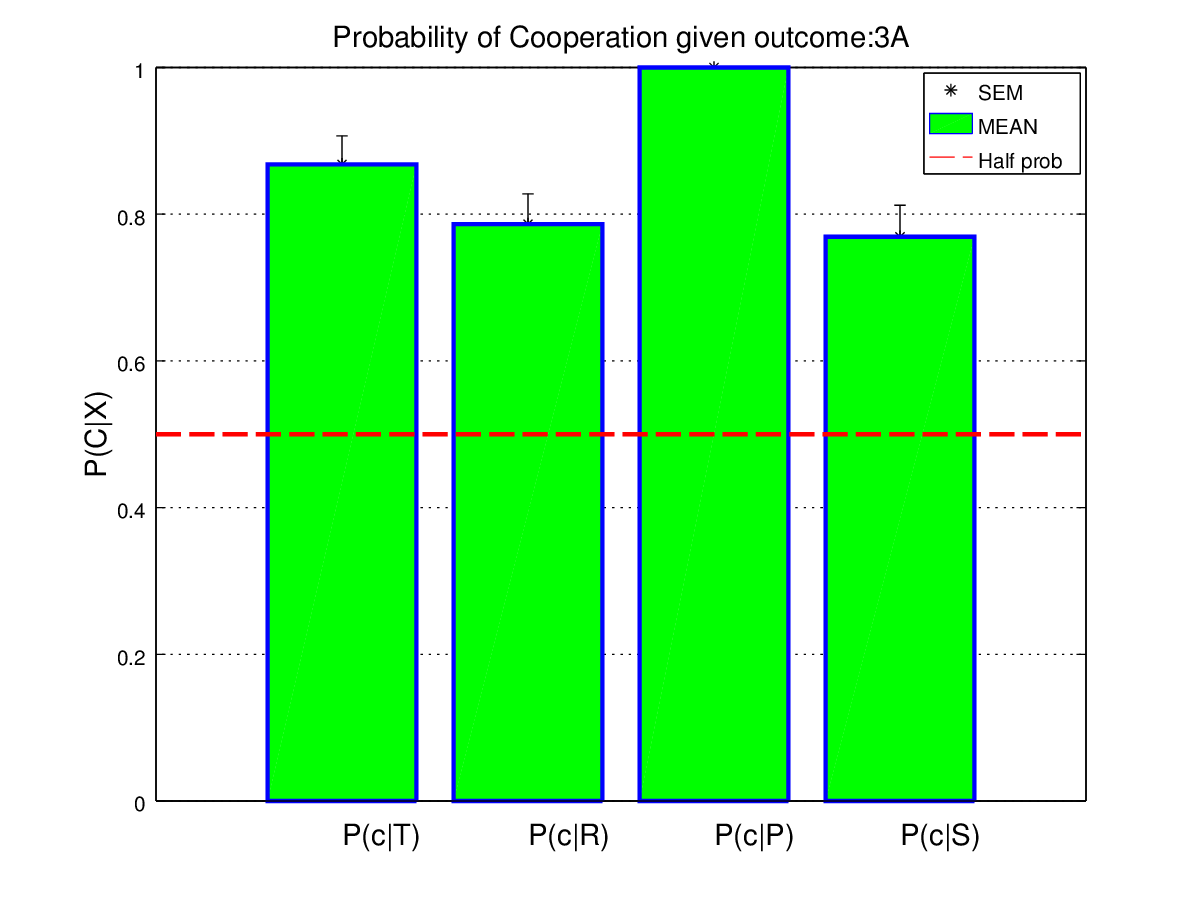 Probability of Cooperation given outcome:3A
SEM
MEAN
Half prob
P(C|X)
1
0.8
0.6
0.4
0.2
0
P(c|T)
P(c|R)
P(c|P)
P(c|S)